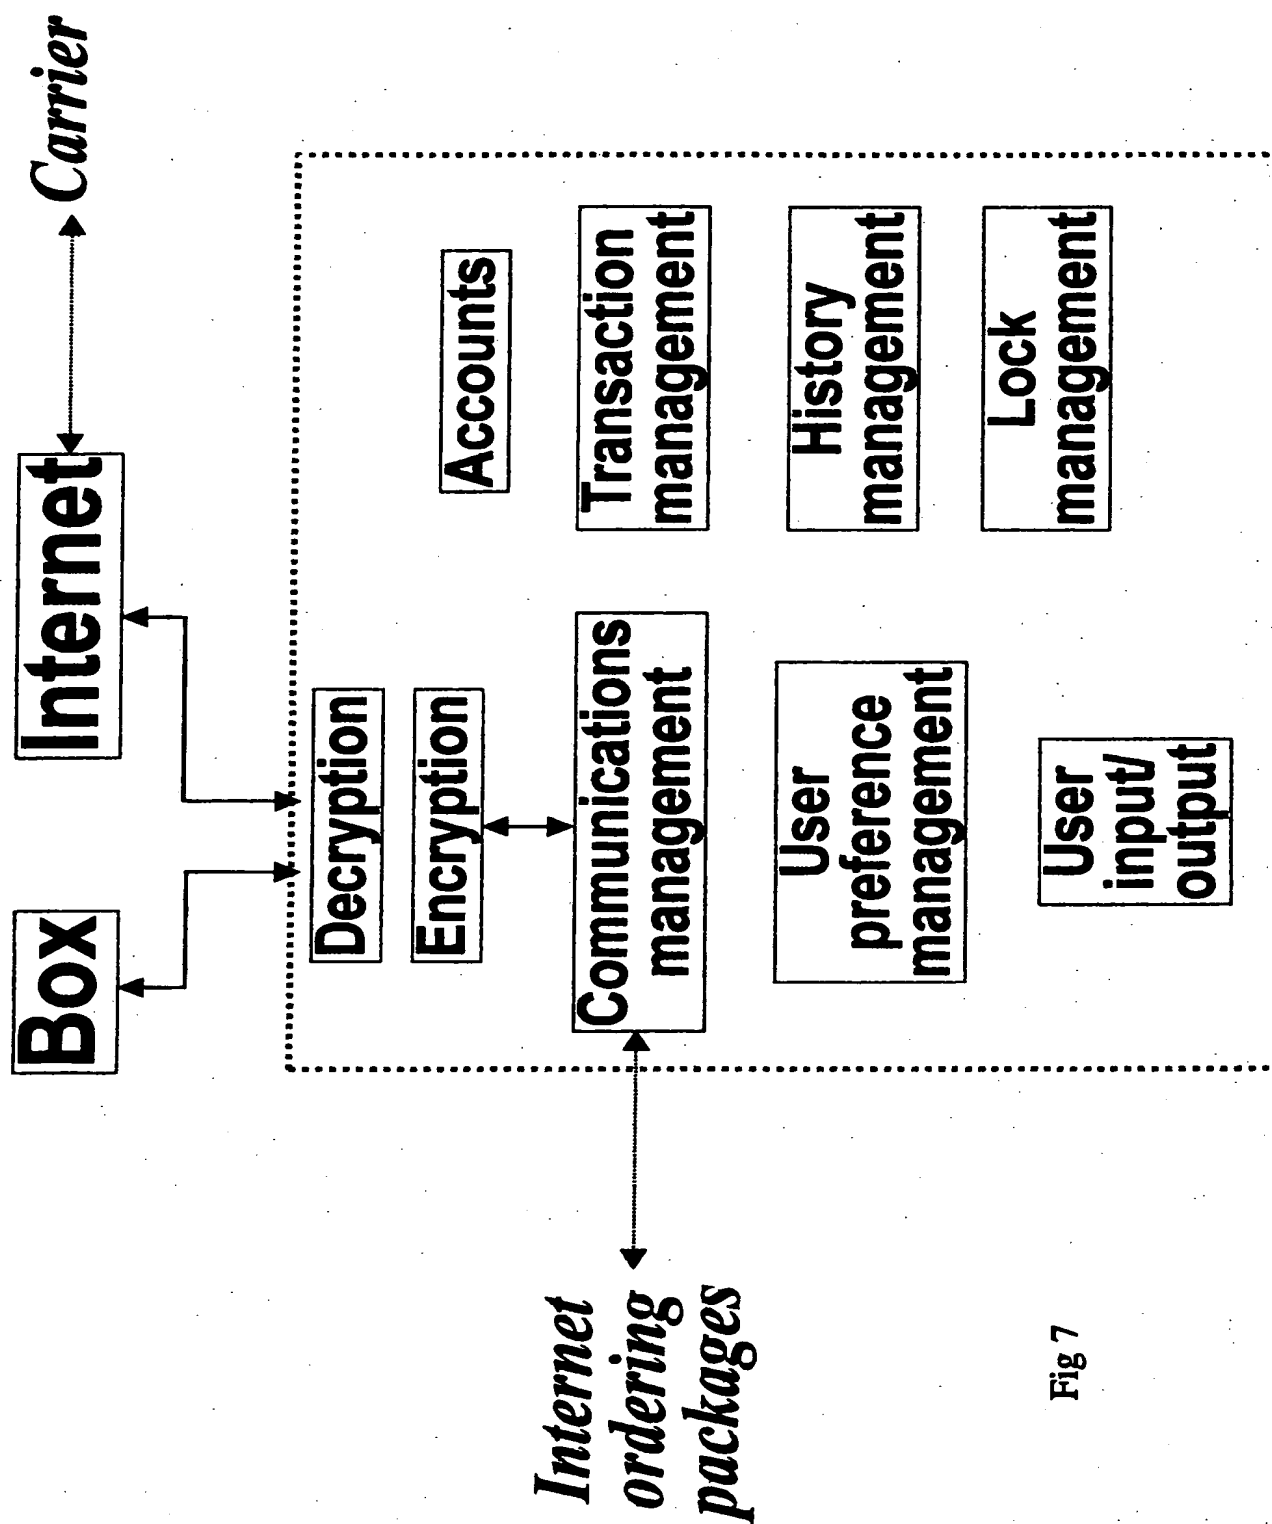 Box
Internet
Carrier
Decryption
Encryption
Accounts
Internet
ordering
packages
Communications
management
Transaction
management
User
preference
management
History
management
User
input/
output
Lock
management
Fig 7